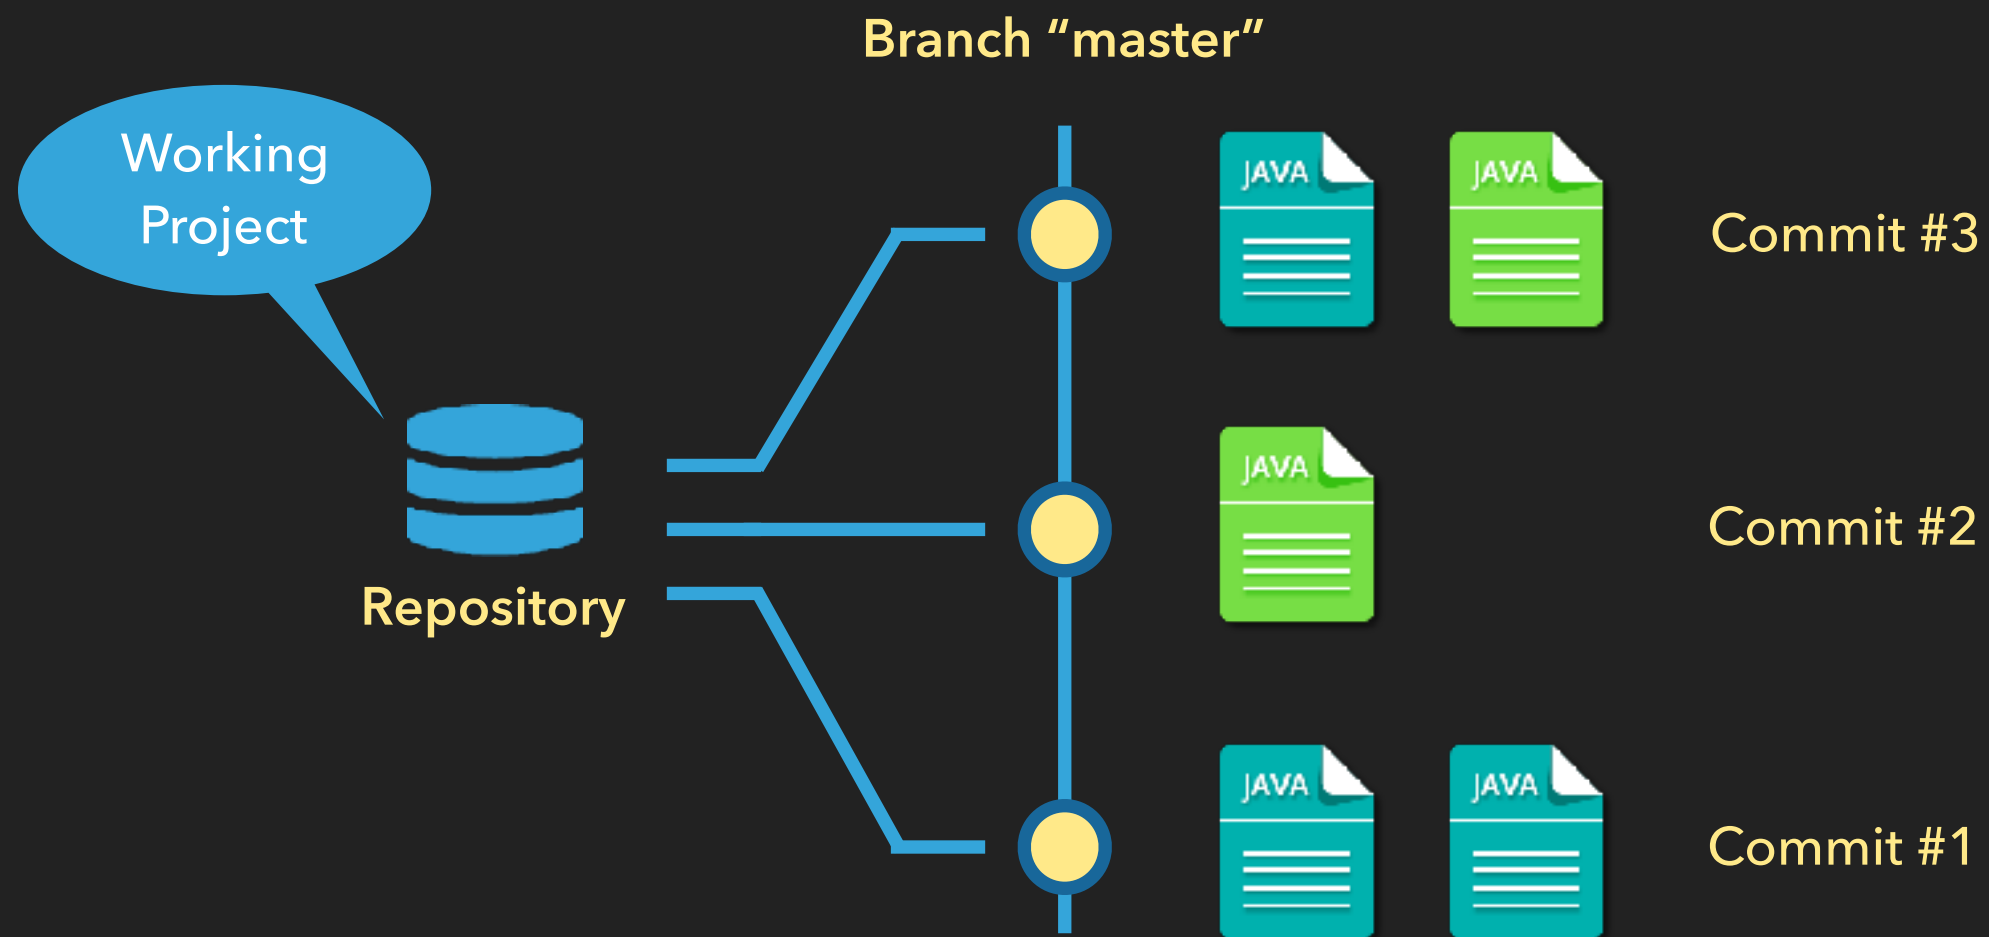 Branch “master”
Working
Project
JAVA
JAVA
Commit #3
JAVA
Commit #2
Repository
JAVA
JAVA
Commit #1